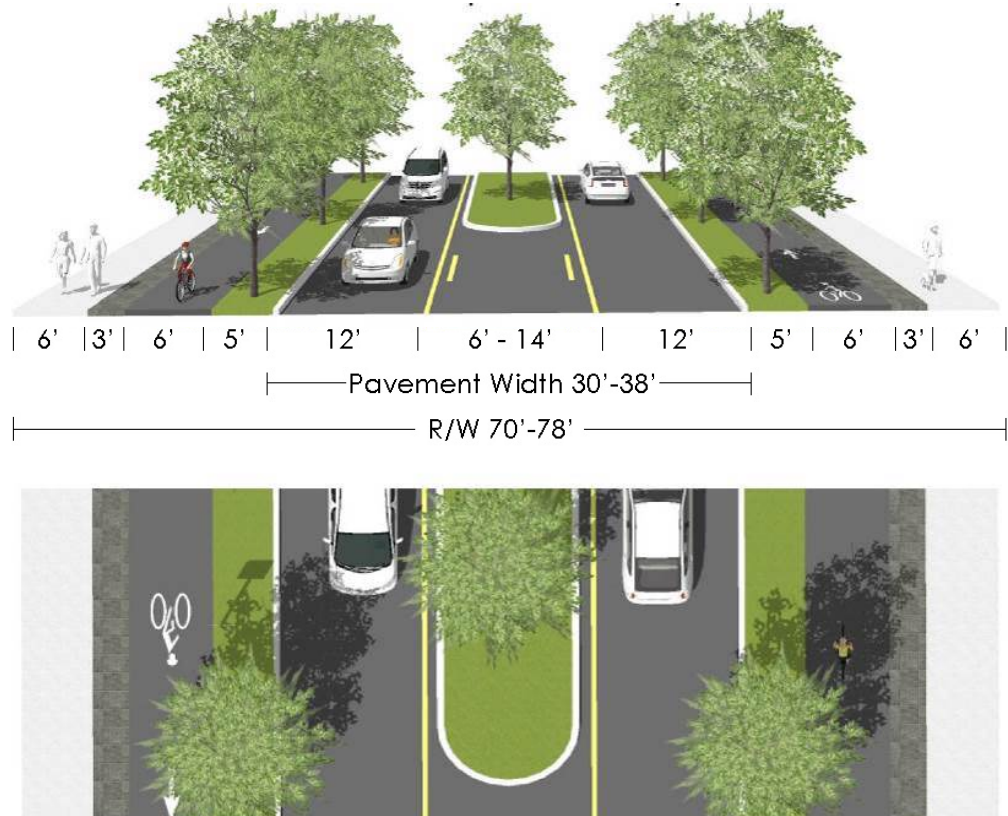 | 6' |3'| 6' | 5' | 12' | 6' - 14' | 12' | 5' | 6' |3'| 6' |
Pavement Width 30'-38'
R/W 70'-78'